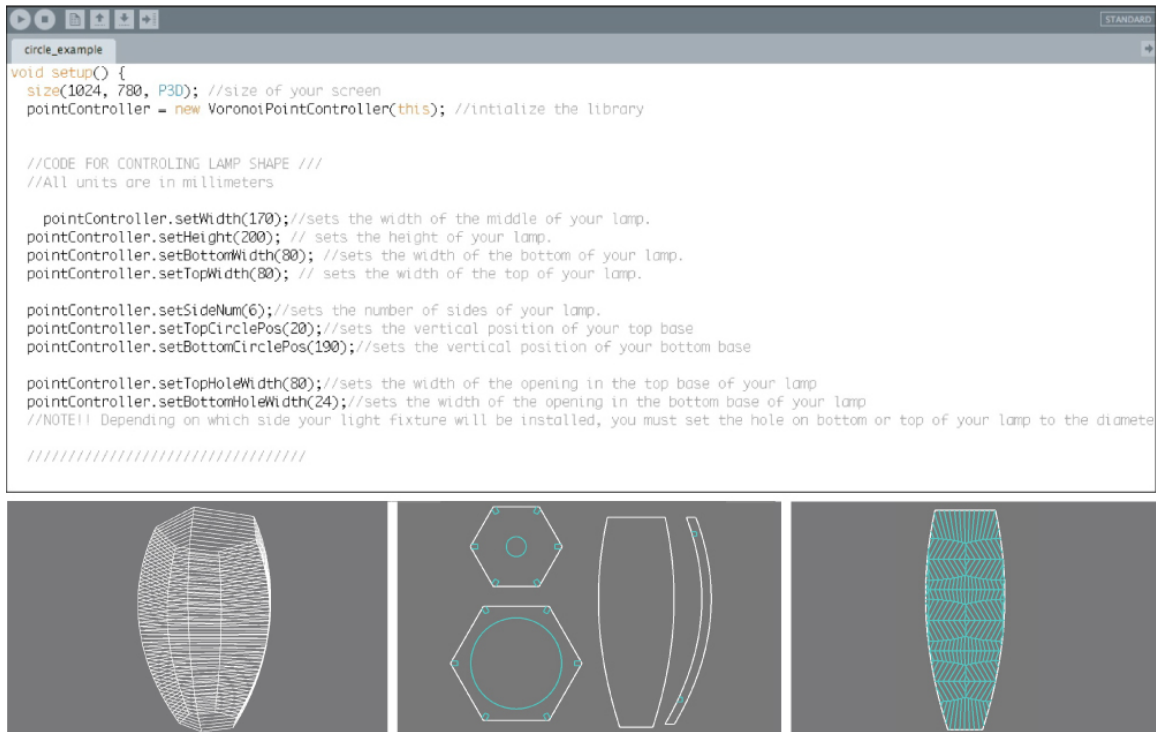 STANDARD
circle_example
void setup() {
size(1024, 780, P3D); //size of your screen
pointController = new VoronoiPointController(this); //intialize the library
//CODE FOR CONTROLING LAMP SHAPE ///
//All units are in millimeters
pointController.setWidth(170);//sets the width of the middle of your lamp.
pointController.setHeight(200); // sets the height of your lamp.
pointController.setBottomWidth(80); //sets the width of the bottom of your lamp.
pointController.setTopWidth(80); // sets the width of the top of your lamp.
pointController.setSideNum(6);//sets the number of sides of your lamp.
pointController.setTopCirclePos(20);//sets the vertical position of your top base
pointController.setBottomCirclePos(190);//sets the vertical position of your bottom base
pointController.setTopHoleWidth(80);//sets the width of the opening in the top base of your lamp
pointController.setBottomHoleWidth(24);//sets the width of the opening in the bottom base of your lamp
//NOTE!! Depending on which side your light fixture will be installed, you must set the hole on bottom or top of your lamp to the diamete
//////////////////////////////////